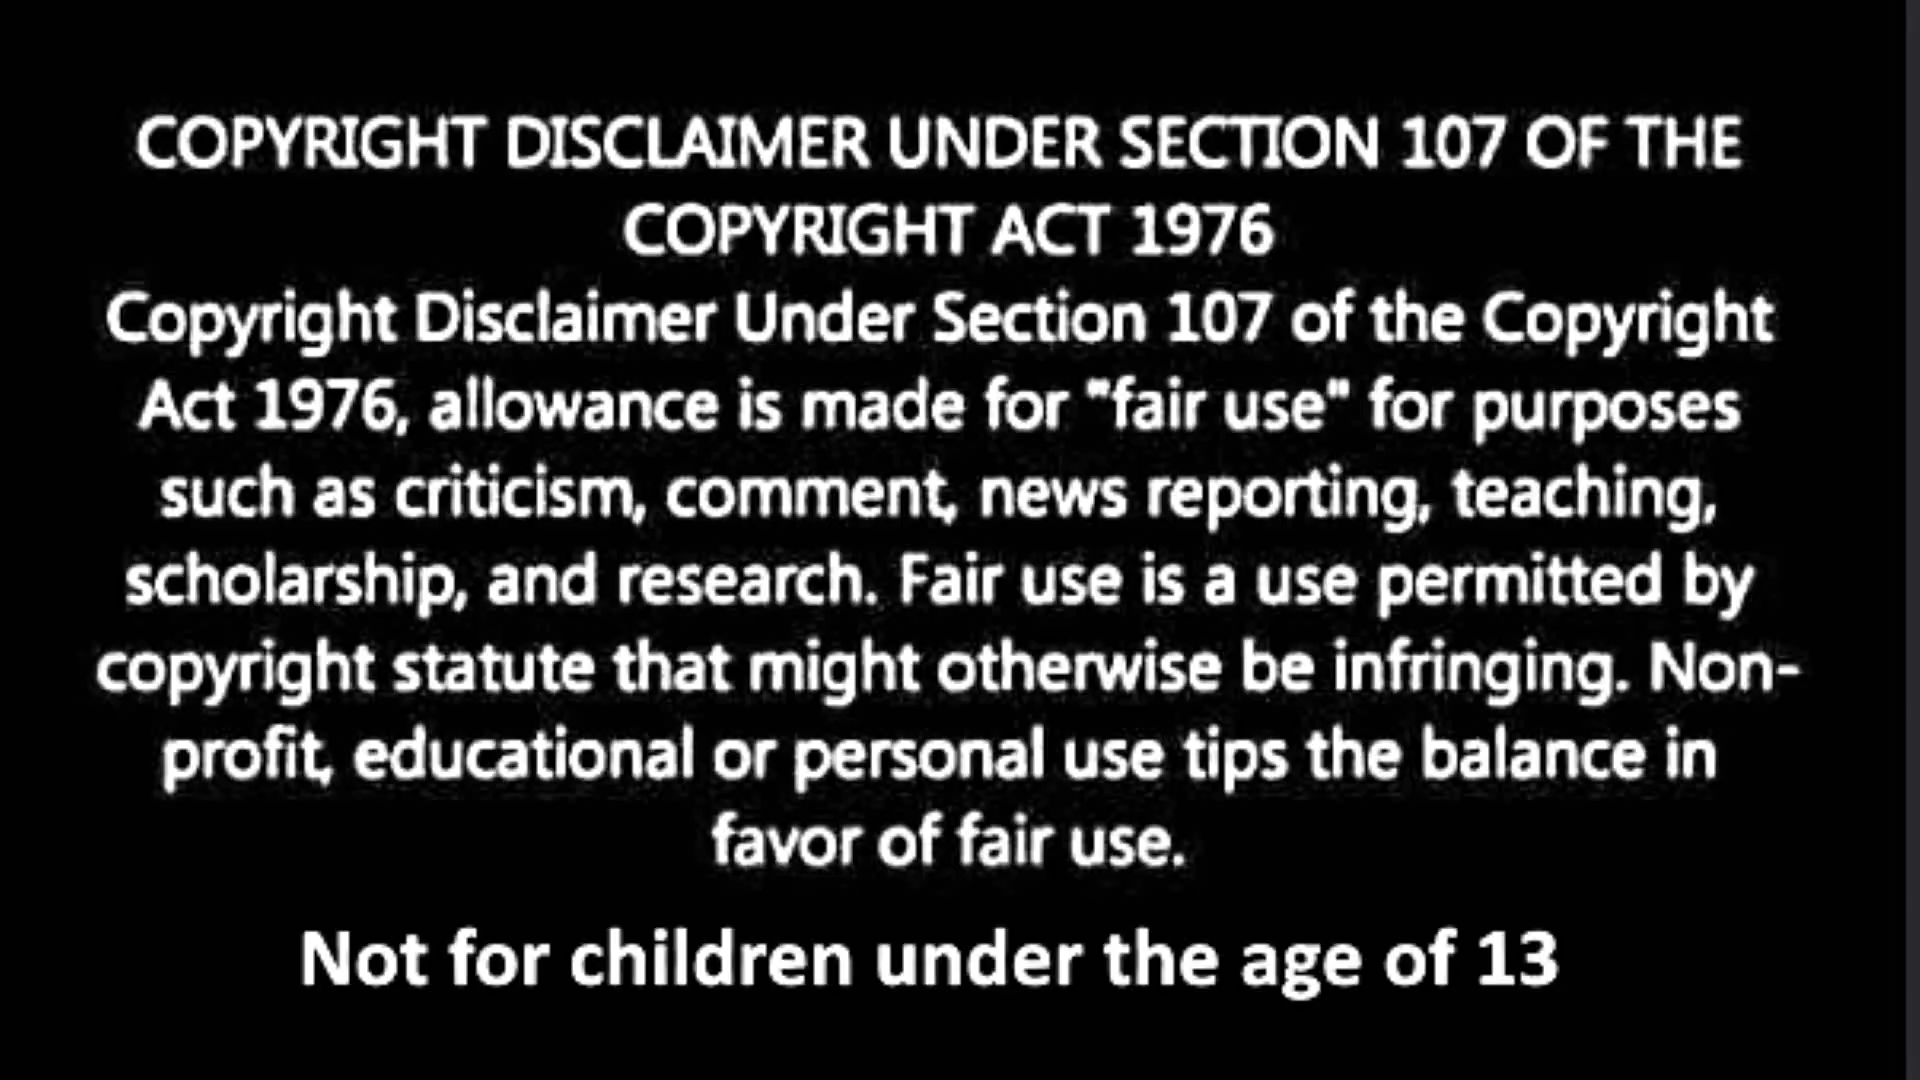 COPYRIGHT DISCLAIMER UNDER SECTION 107 OF THE
COPYRIGHT ACT 1976
Copyright Disclaimer Under Section 107 of the Copyright
Act 1976, allowance is made for "fair use" for purposes
such as criticism, comment, news reporting, teaching,
scholarship, and research. Fair use is a use permitted by
copyright statute that might otherwise be infringing. Non-
profit, educational or personal use tips the balance in
favor of fair use.
Not for children under the age of 13